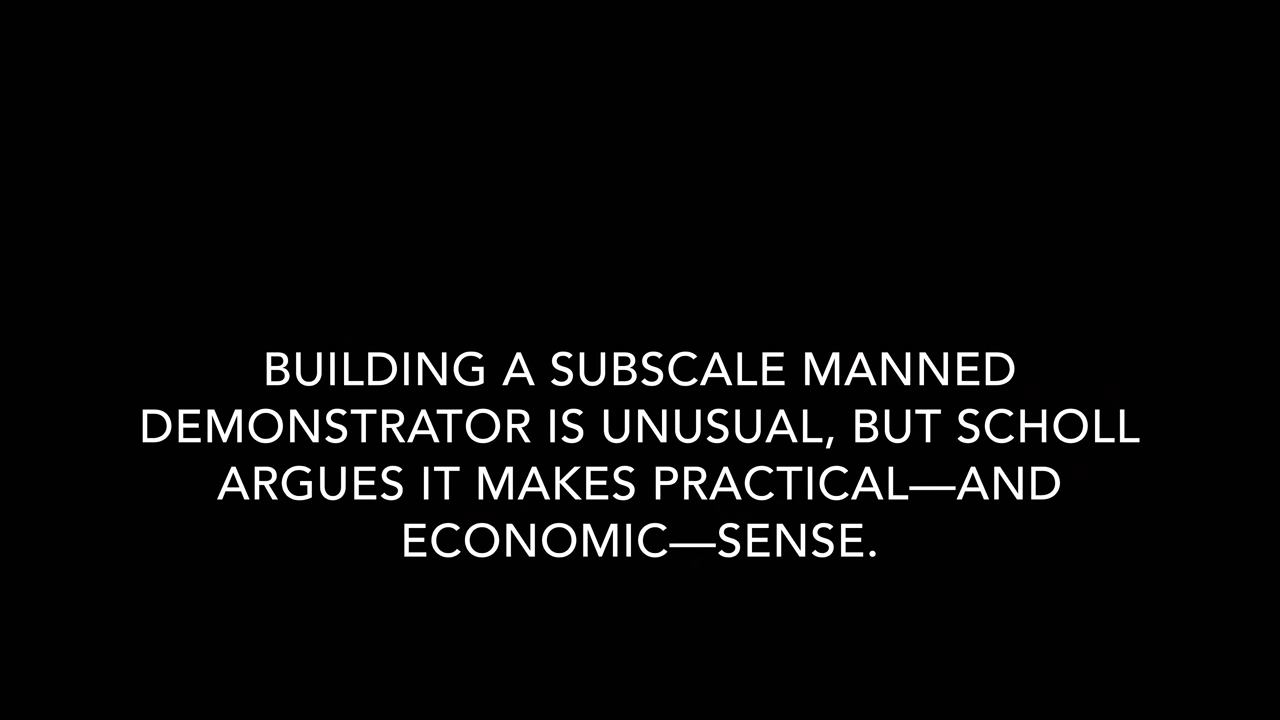 BUILDING A SUBSCALE MANNED
DEMONSTRATOR IS UNUSUAL, BUT SCHOLL
ARGUES IT MAKES PRACTICAL—AND
ECONOMIC—SENSE.